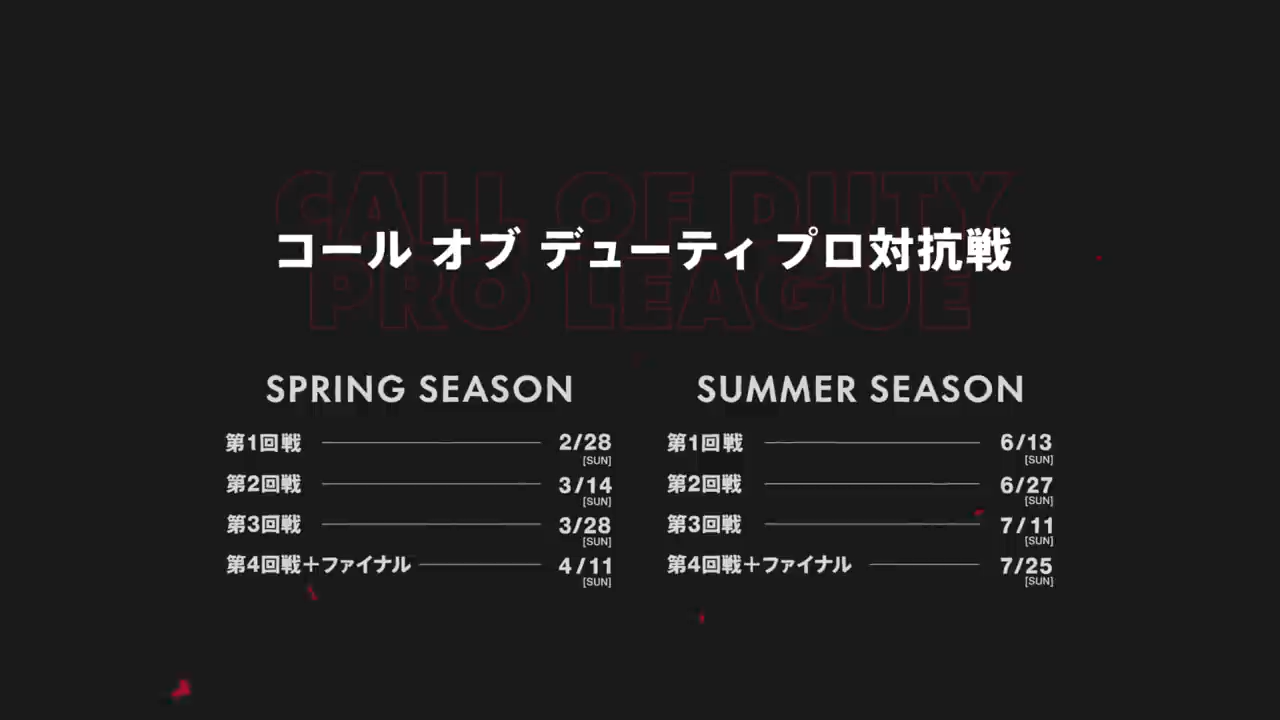 CALL OF DUTY
コール オブ デューティ プロ対抗戦
PRO LEAGUE
SPRING SEASON
第1回戦 2/28
[SUN]
第2回戦 3/14
[SUN]
第3回戦 3/28
[SUN]
第4回戦+ファイナル 4/11
[SUN]
SUMMER SEASON
第1回戦 6/13
[SUN]
第2回戦 6/27
[SUN]
第3回戦 7/11
[SUN]
第4回戦+ファイナル 7/25
[SUN]